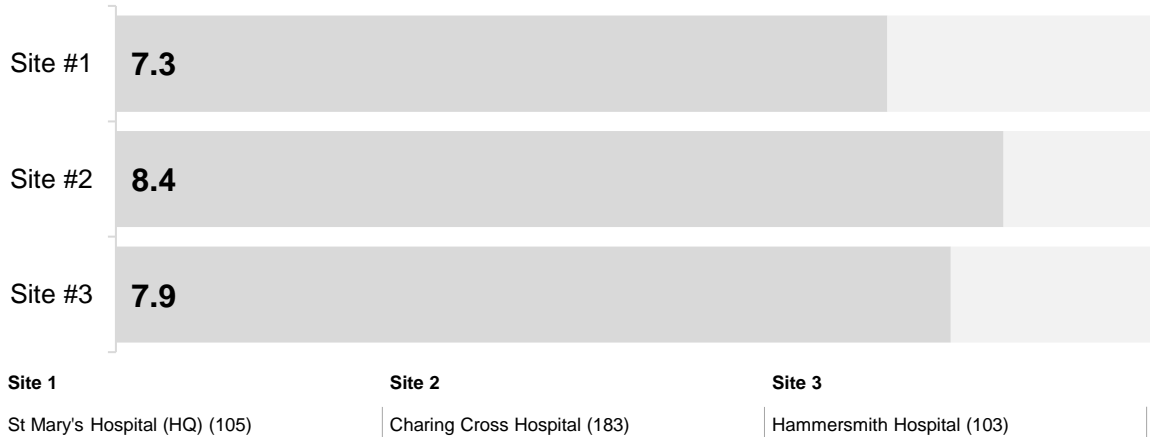 Site #1 7.3
Site #2 8.4
Site #3 7.9
Site 1 Site 2 Site 3
St Mary's Hospital (HQ) (105) Charing Cross Hospital (183) Hammersmith Hospital (103)